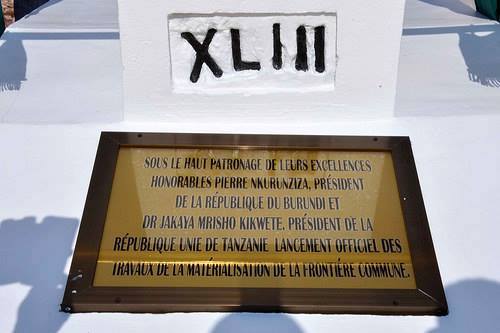 XLIII
SOUS LE HAUT PATRONAGE DE LEURS EXCELLENCES
HONORABLES PIERRE NKURUNZIZA, PRÉSIDENT
DE LA RÉPUBLIQUE DU BURUNDI ET
DR JAKAYA MRISHO KIKWETE, PRÉSIDENT DE LA
RÉPUBLIQUE UNIE DE TANZANIE LANCEMENT OFFICIEL DES
TRAVAUX DE LA MATÉRIALISATION DE LA FRONTIÈRE COMMUNE.